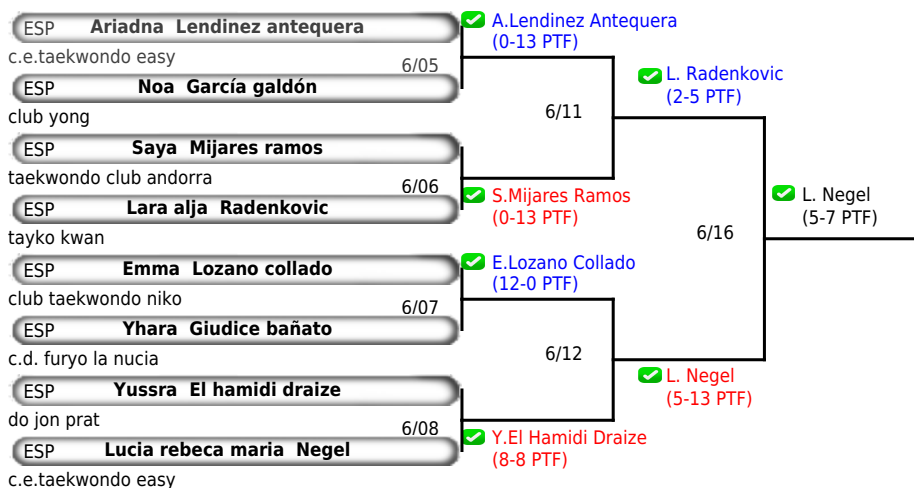 ESP Ariadna Lendinez antequera
c.e.taekwondo easy
6/05
ESP Noa García galdón
club yong
ESP Saya Mijares ramos
taekwondo club andorra
6/06
ESP Lara alja Radenkovic
tayko kwan
ESP Emma Lozano collado
club taekwondo niko
6/07
ESP Yhara Giudice bañato
c.d. furyo la nucia
ESP Yussra El hamidi draize
do jon prat
6/08
ESP Lucia rebeca maria Negel
c.e.taekwondo easy
A.Lendinez Antequera
(0-13 PTF)
6/11
S.Mijares Ramos
(0-13 PTF)
E.Lozano Collado
(12-0 PTF)
6/12
Y.El Hamidi Draize
(8-8 PTF)
L. Radenkovic
(2-5 PTF)
6/16
L. Negel
(5-13 PTF)
L. Negel
(5-7 PTF)